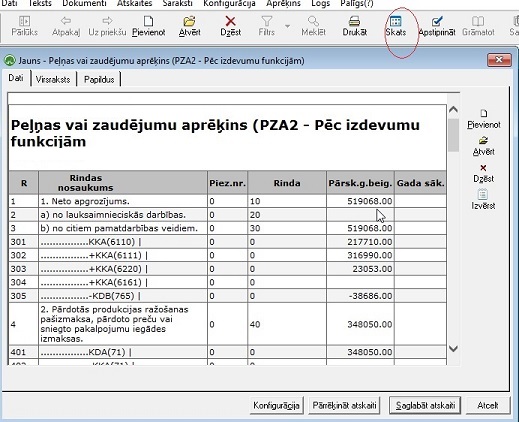 Dati Teksts Dokumenti Atskaites Saraksti Konfigurācija Aprēķins Logs Palīgs(?)
Pārlūks Atpakaļ Uz priekšu Pievienot Atvērt Dzēst Filtrs Meklēt Drukāt Skats Apstiprināt Grāmatot Sa
Jauns - Peļņas vai zaudējumu aprēķins (PZA2 - Pēc izdevumu funkcijām)
Dati Virsraksts Papildus
Peļņas vai zaudējumu aprēķins (PZA2 - Pēc izdevumu
funkcijām
Pievienot
Atvērt
Dzēst
Izvērst
R Rindas nosaukums Piez.nr. Rinda Pārsk.g.beig. Gada sāk.
1 1. Neto apgrozījums. 0 10 519068.00
2 a) no lauksaimnieciskās darbības. 0 20
3 b) no citiem pamatdarbības veidiem. 0 30 519068.00
301 ...............KKA(6110) | 0 0 217710.00
302 ...............+KKA(6111) | 0 0 316990.00
303 ...............+KKA(6220) | 0 0 23053.00
304 ...............+KKA(6161) | 0 0
305 ...............-KDB(765) | 0 0 -38686.00
4 2. Pārdotās produkcijas ražošanas
pašizmaksa, pārdoto preču vai
sniegto pakalpojumu iegādes
izmaksas. 0 40 348050.00
401 ...............KDA(71) | 0 0 348050.00
Konfigurācija Pārrēķināt atskaiti Saglabāt atskaiti Atcelt